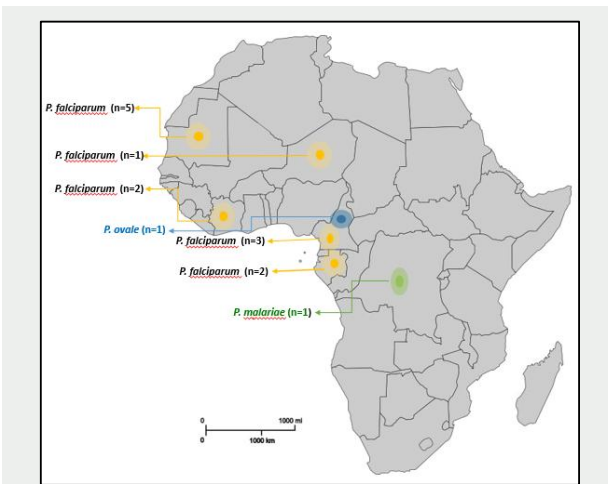 P. falciparum (n=5)
P. falciparum (n=1)
P. falciparum (n=2)
P. ovale (n=1)
P. falciparum (n=3)
P. falciparum (n=2)
P. malariae (n=1)
0 1000 mi
0 1000 km